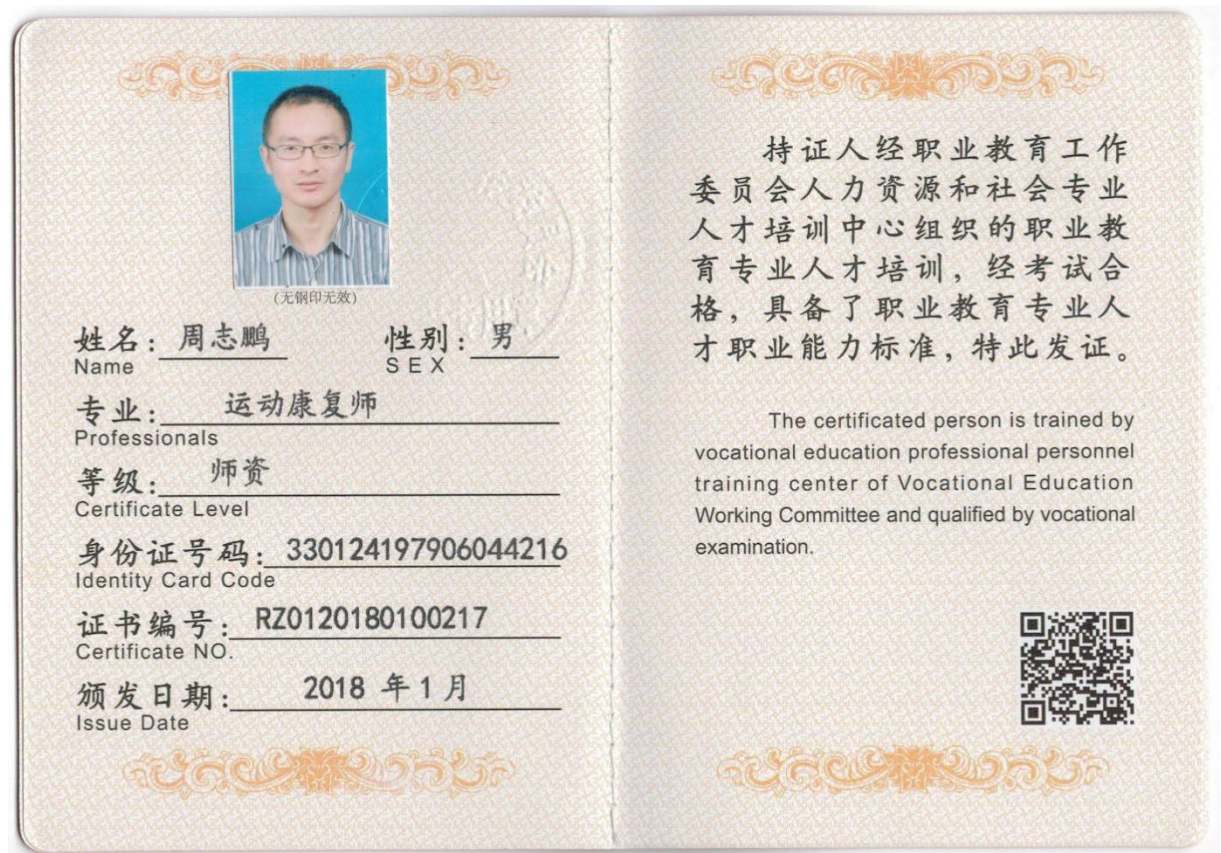 (无钢印无效)
姓名: 周志鹏 性别: 男
Name SEX
专业: 运动康复师
Professionals
等级: 师资
Certificate Level
身份证号码: 330124197906044216
Identity Card Code
证书编号: RZ0120180100217
Certificate NO.
颁发日期: 2018 年 1 月
Issue Date
持证人经职业教育工作
委员会人力资源和社会专业
人才培训中心组织的职业教
育专业人才培训，经考试合
格，具备了职业教育专业人
才职业能力标准，特此发证。
The certificated person is trained by
vocational education professional personnel
training center of Vocational Education
Working Committee and qualified by vocational
examination.